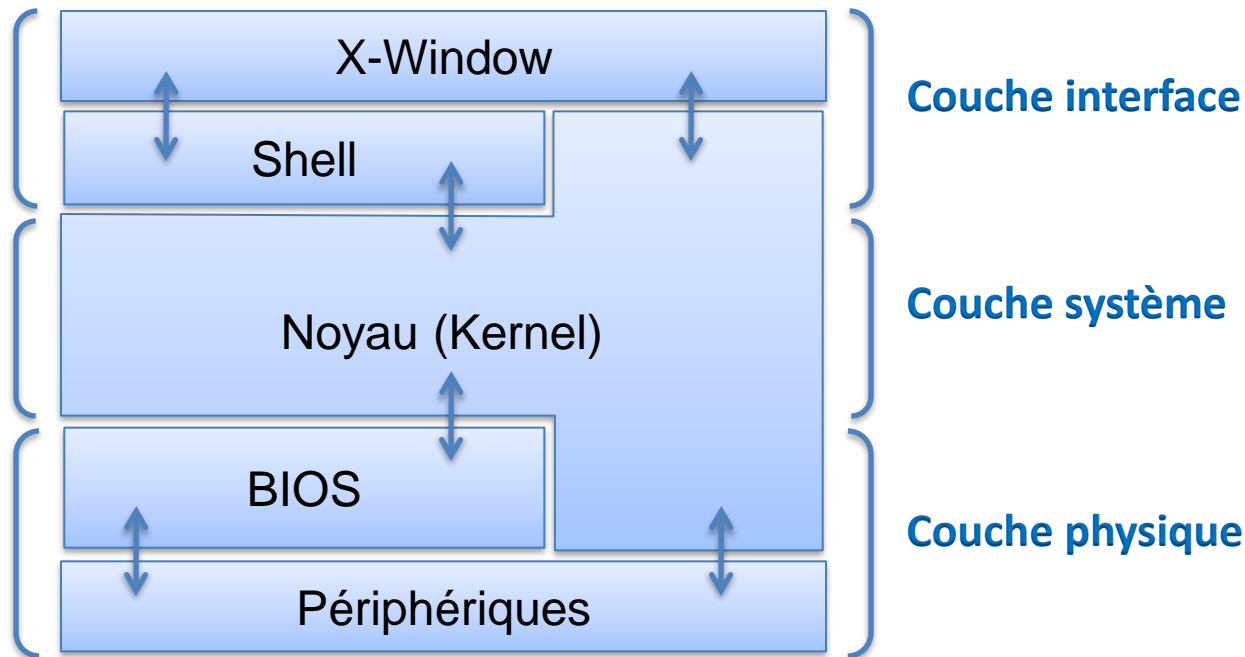 X-Window
Couche interface
Shell
Couche système
Noyau (Kernel)
BIOS
Couche physique
Périphériques